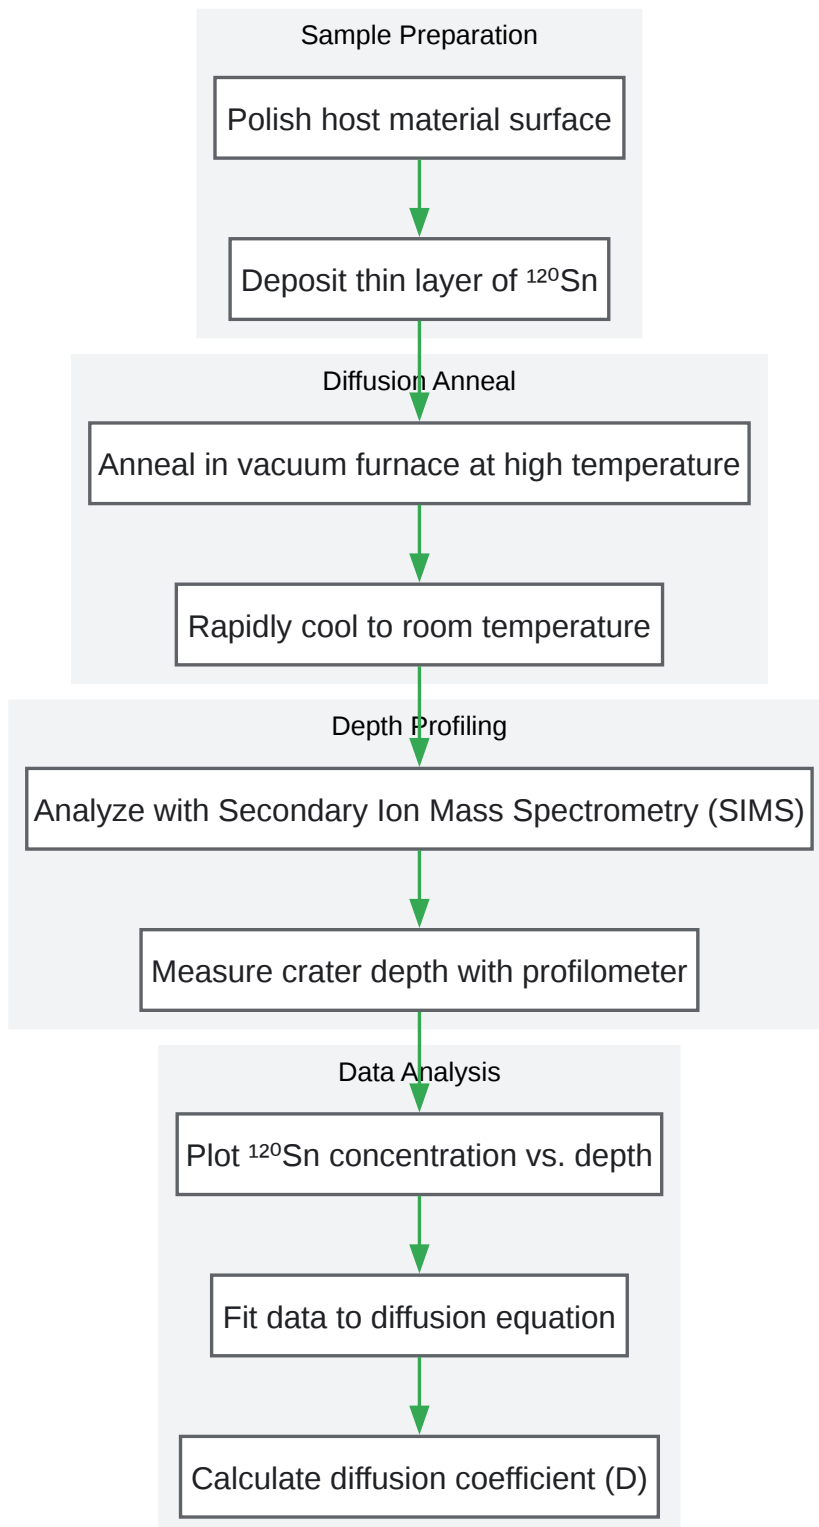 Sample Preparation
Polish host material surface
Deposit thin layer of ¹²⁰Sn
Diffusion Anneal
Anneal in vacuum furnace at high temperature
Rapidly cool to room temperature
Depth Profiling
Analyze with Secondary Ion Mass Spectrometry (SIMS)
Measure crater depth with profilometer
Data Analysis
Plot ¹²⁰Sn concentration vs. depth
Fit data to diffusion equation
Calculate diffusion coefficient (D)